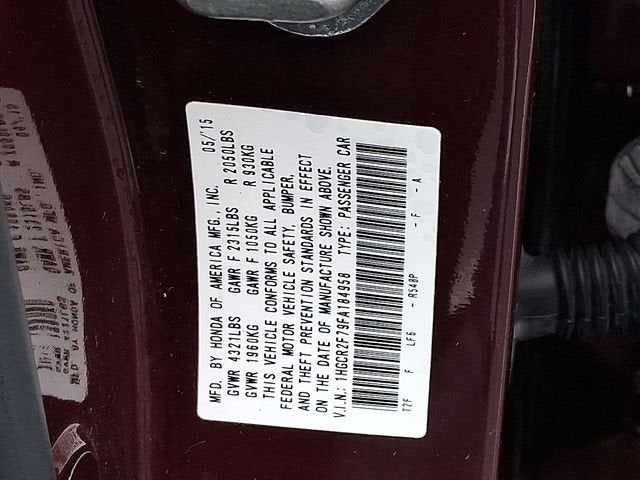 MFD. BY HONDA OF AMERICA MFG., INC. 05/15
GVWR 4321LBS GAWR F 2315LBS R 2050LBS
GVWR 1960KG GAWR F 1050KG R 930KG
THIS VEHICLE CONFORMS TO ALL APPLICABLE
FEDERAL MOTOR VEHICLE SAFETY, BUMPER,
AND THEFT PREVENTION STANDARDS IN EFFECT
ON THE DATE OF MANUFACTURE SHOWN ABOVE.
V.I.N.: 1HGCR2F79FA184958 TYPE: PASSENGER CAR
T2F F LF6 - R548P - F - A